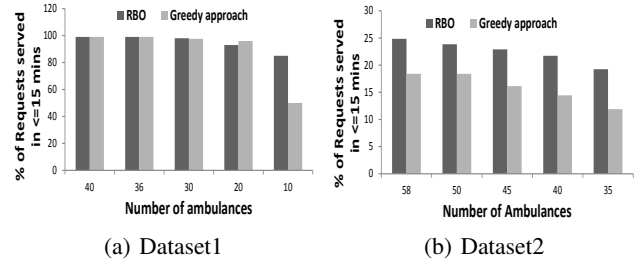 RBO
Greedy approach
% of Requests served
in <=15 mins
120
100
80
60
40
20
0
40
36
30
20
10
Number of ambulances
(a) Dataset1
RBO
Greedy approach
% of Requests served
in <=15 mins
30
25
20
15
10
5
0
58
50
45
40
35
Number of Ambulances
(b) Dataset2